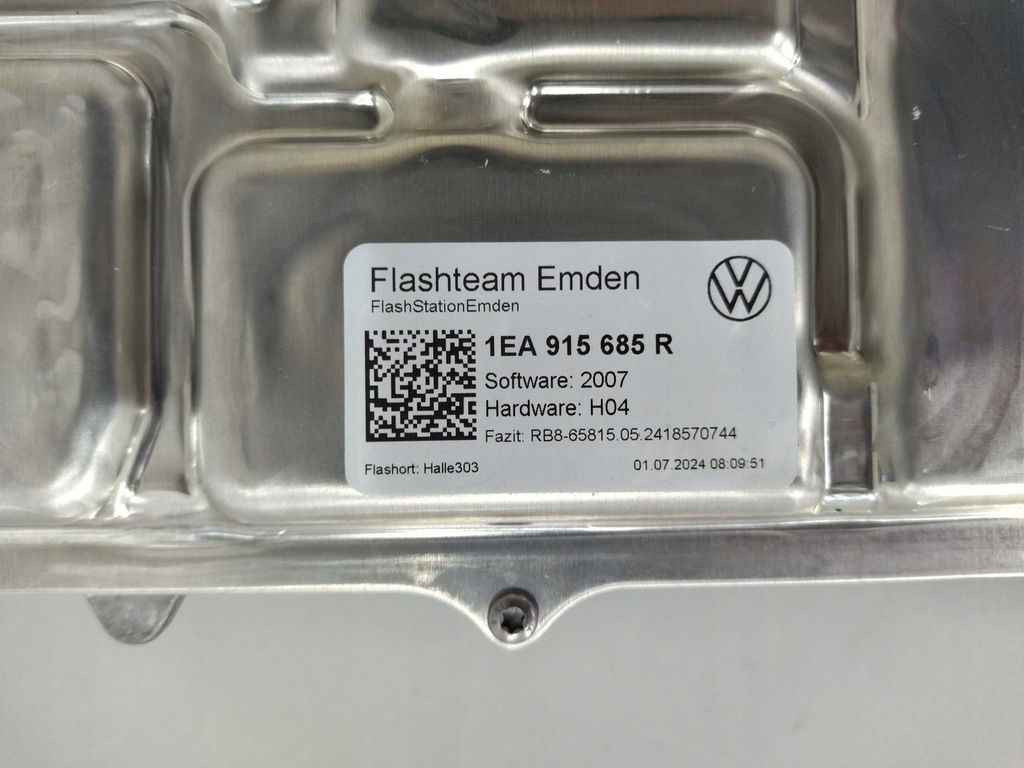 Flashteam Emden
FlashStationEmden
1EA 915 685 R
Software: 2007
Hardware: H04
Fazit: RB8-65815.05.2418570744
Flashort: Halle303
01.07.2024 08:09:51